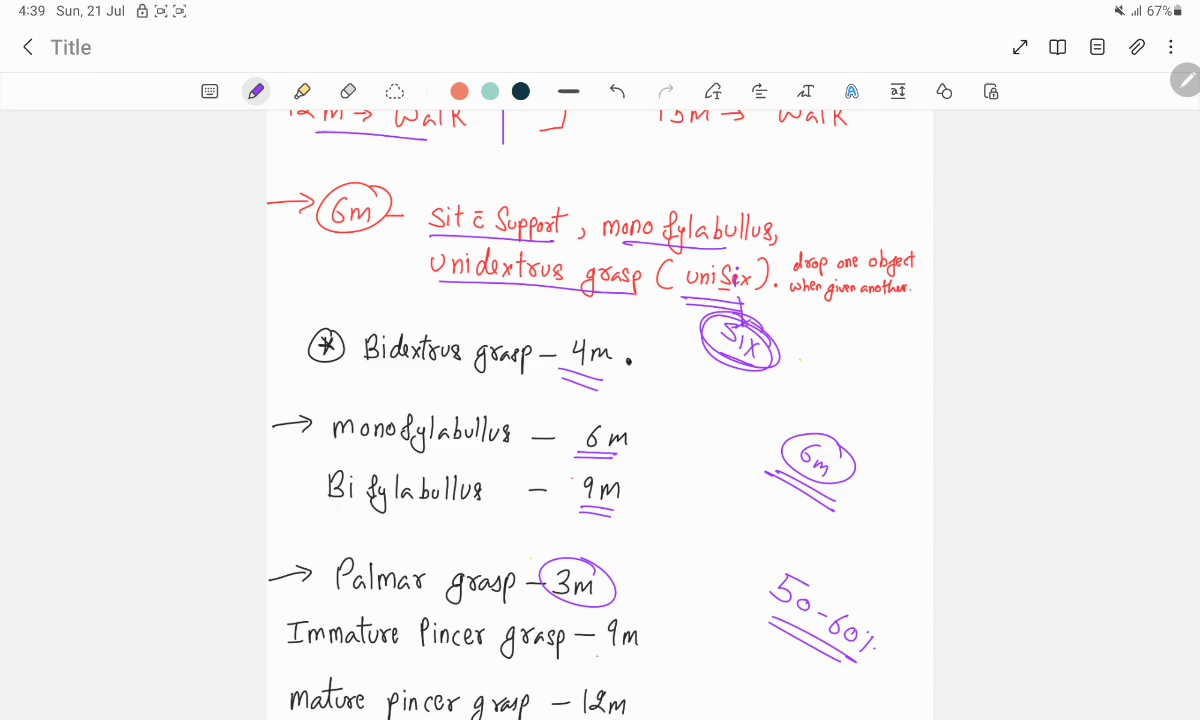 4:39 Sun, 21 Jul
67%
Title
12M → Walk
15M → Walk
→ 6m - Sit c̄ Support, mono fylabullus,
Unidextrus grasp (uniSix). drop one object
when given another.
Six
* Bidextrus grasp - 4m.
→ monofylabullus - 6m
6m
Bi fylabullus - 9m
→ Palmar grasp - 3m
50-60%
Immature Pincer grasp - 9m
mature pincer grasp - 12m